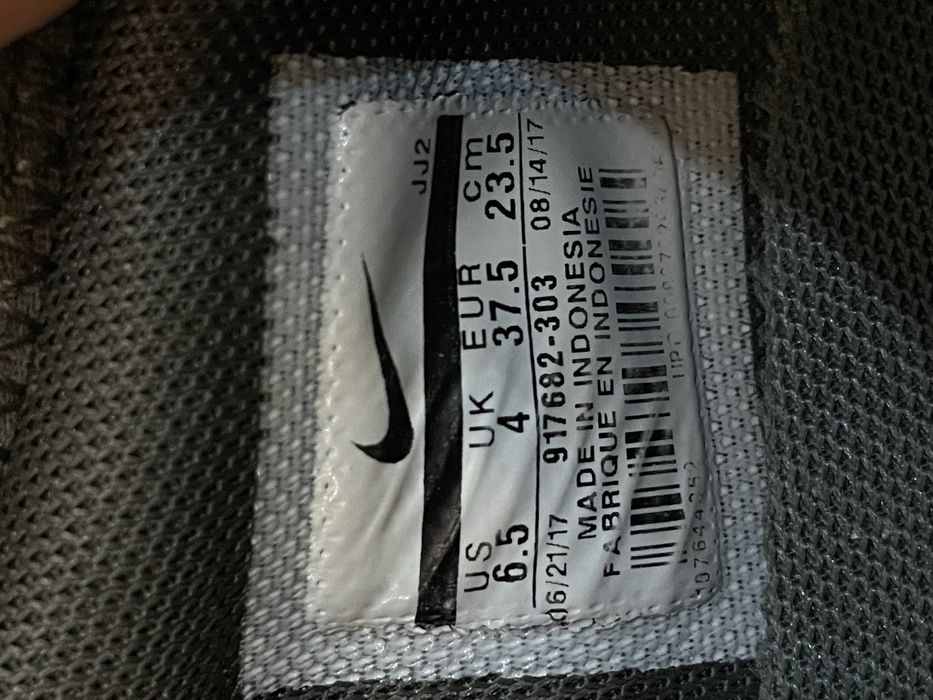 JJ2
US UK EUR cm
6.5 4 37.5 23.5
06/21/17 917682-303 08/14/17
MADE IN INDONESIA
FABRIQUE EN INDONESIE